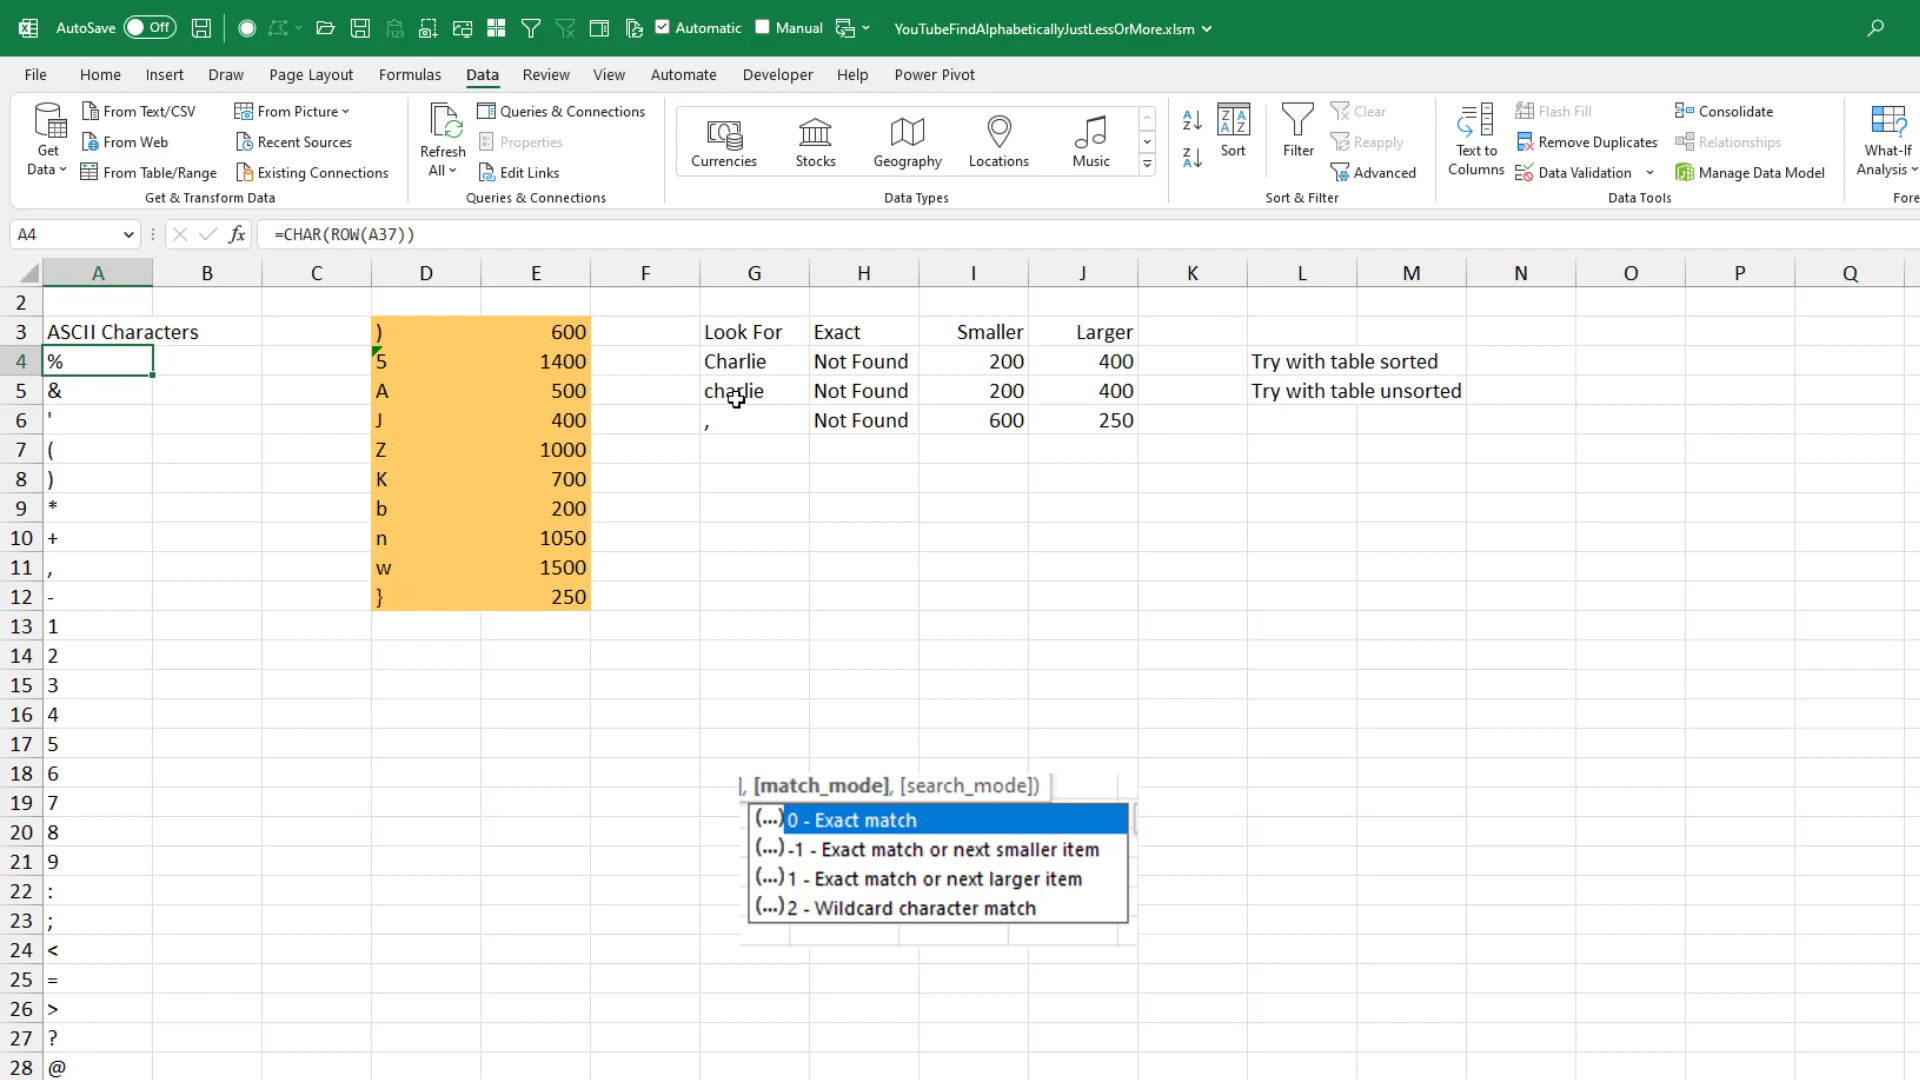 AutoSave Off Automatic Manual YouTubeFindAlphabeticallyJustLessOrMore.xlsm
File Home Insert Draw Page Layout Formulas Data Review View Automate Developer Help Power Pivot
Get Data
From Text/CSV
From Web
From Table/Range
From Picture
Recent Sources
Existing Connections
Get & Transform Data
Refresh All
Queries & Connections
Properties
Edit Links
Queries & Connections
Currencies Stocks Geography Locations Music
Data Types
Sort
Filter
Clear
Reapply
Advanced
Sort & Filter
Text to Columns
Flash Fill
Remove Duplicates
Data Validation
Consolidate
Relationships
Manage Data Model
Data Tools
What-If Analysis
Fore
A4 fx =CHAR(ROW(A37))
A B C D E F G H I J K L M N O P Q
2
3 ASCII Characters ) 600 Look For Exact Smaller Larger
4 % 5 1400 Charlie Not Found 200 400 Try with table sorted
5 & A 500 charlie Not Found 200 400 Try with table unsorted
6 ' J 400 , Not Found 600 250
7 ( Z 1000
8 ) K 700
9 * b 200
10 + n 1050
11 , w 1500
12 - } 250
13 1
14 2
15 3
16 4
17 5
18 6
], [match_mode], [search_mode])
19 7
20 8 (...) 0 - Exact match
21 9 (...) -1 - Exact match or next smaller item
22 : (...) 1 - Exact match or next larger item
23 ; (...) 2 - Wildcard character match
24 <
25 =
26 >
27 ?
28 @